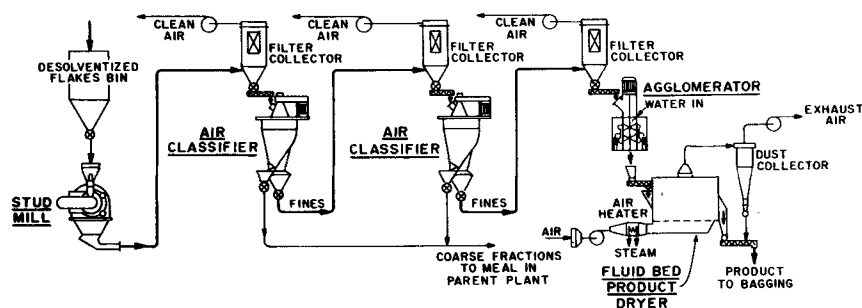 CLEAN
AIR
FILTER
COLLECTOR
CLEAN
AIR
FILTER
COLLECTOR
CLEAN
AIR
FILTER
COLLECTOR
DESOLVENTIZED
FLAKES BIN
AGGLOMERATOR
WATER IN
EXHAUST
AIR
AIR
CLASSIFIER
AIR
CLASSIFIER
DUST
COLLECTOR
STUD
MILL
FINES
FINES
AIR
HEATER
AIR
STEAM
COARSE FRACTIONS
TO MEAL IN
PARENT PLANT
FLUID BED
PRODUCT
DRYER
PRODUCT
TO BAGGING